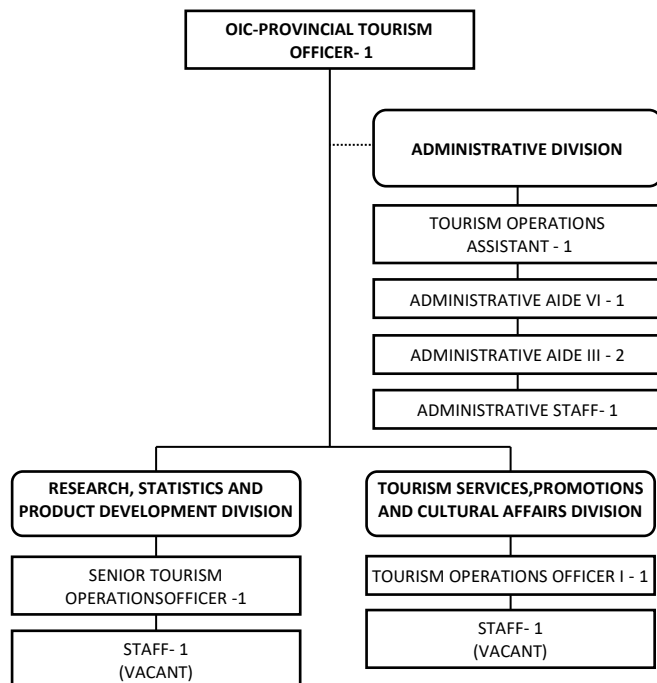 OIC-PROVINCIAL TOURISM
OFFICER- 1
ADMINISTRATIVE DIVISION
TOURISM OPERATIONS
ASSISTANT - 1
ADMINISTRATIVE AIDE VI - 1
ADMINISTRATIVE AIDE III - 2
ADMINISTRATIVE STAFF- 1
RESEARCH, STATISTICS AND
PRODUCT DEVELOPMENT DIVISION
SENIOR TOURISM
OPERATIONSOFFICER -1
STAFF- 1
(VACANT)
TOURISM SERVICES,PROMOTIONS
AND CULTURAL AFFAIRS DIVISION
TOURISM OPERATIONS OFFICER I - 1
STAFF- 1
(VACANT)